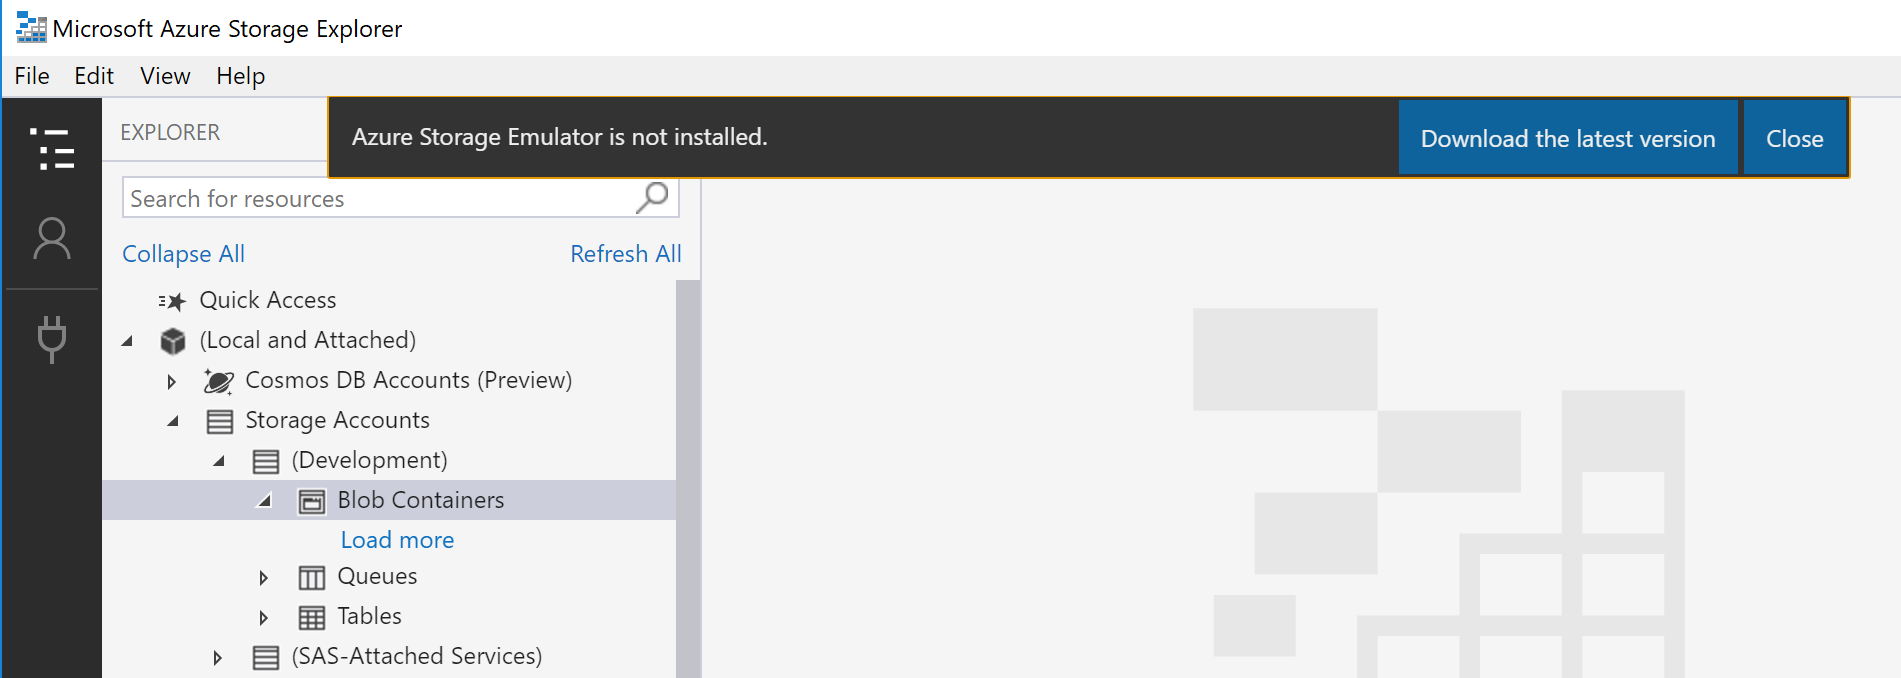 Microsoft Azure Storage Explorer
File Edit View Help
EXPLORER
Azure Storage Emulator is not installed.
Download the latest version
Close
Search for resources
Collapse All
Refresh All
Quick Access
(Local and Attached)
Cosmos DB Accounts (Preview)
Storage Accounts
(Development)
Blob Containers
Load more
Queues
Tables
(SAS-Attached Services)